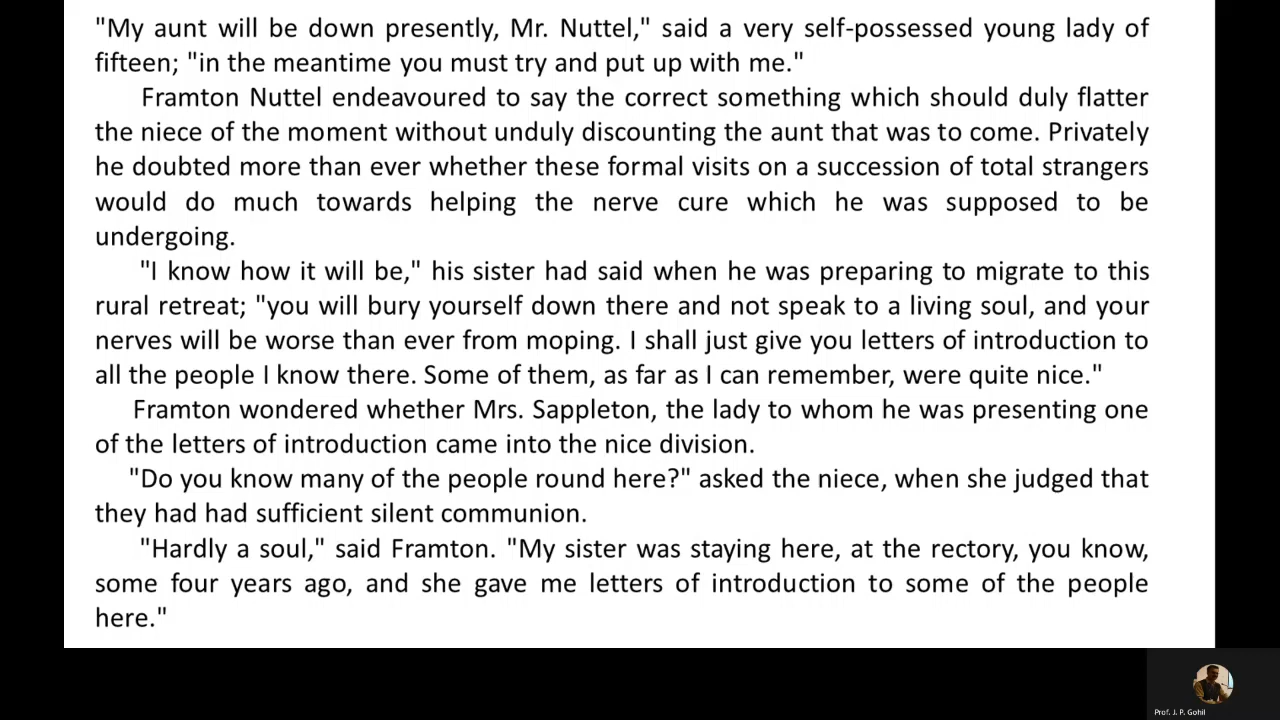 "My aunt will be down presently, Mr. Nuttel," said a very self-possessed young lady of
fifteen; "in the meantime you must try and put up with me."
Framton Nuttel endeavoured to say the correct something which should duly flatter
the niece of the moment without unduly discounting the aunt that was to come. Privately
he doubted more than ever whether these formal visits on a succession of total strangers
would do much towards helping the nerve cure which he was supposed to be
undergoing.
"I know how it will be," his sister had said when he was preparing to migrate to this
rural retreat; "you will bury yourself down there and not speak to a living soul, and your
nerves will be worse than ever from moping. I shall just give you letters of introduction to
all the people I know there. Some of them, as far as I can remember, were quite nice."
Framton wondered whether Mrs. Sappleton, the lady to whom he was presenting one
of the letters of introduction came into the nice division.
"Do you know many of the people round here?" asked the niece, when she judged that
they had had sufficient silent communion.
"Hardly a soul," said Framton. "My sister was staying here, at the rectory, you know,
some four years ago, and she gave me letters of introduction to some of the people
here."
Prof. J. P. Gohil